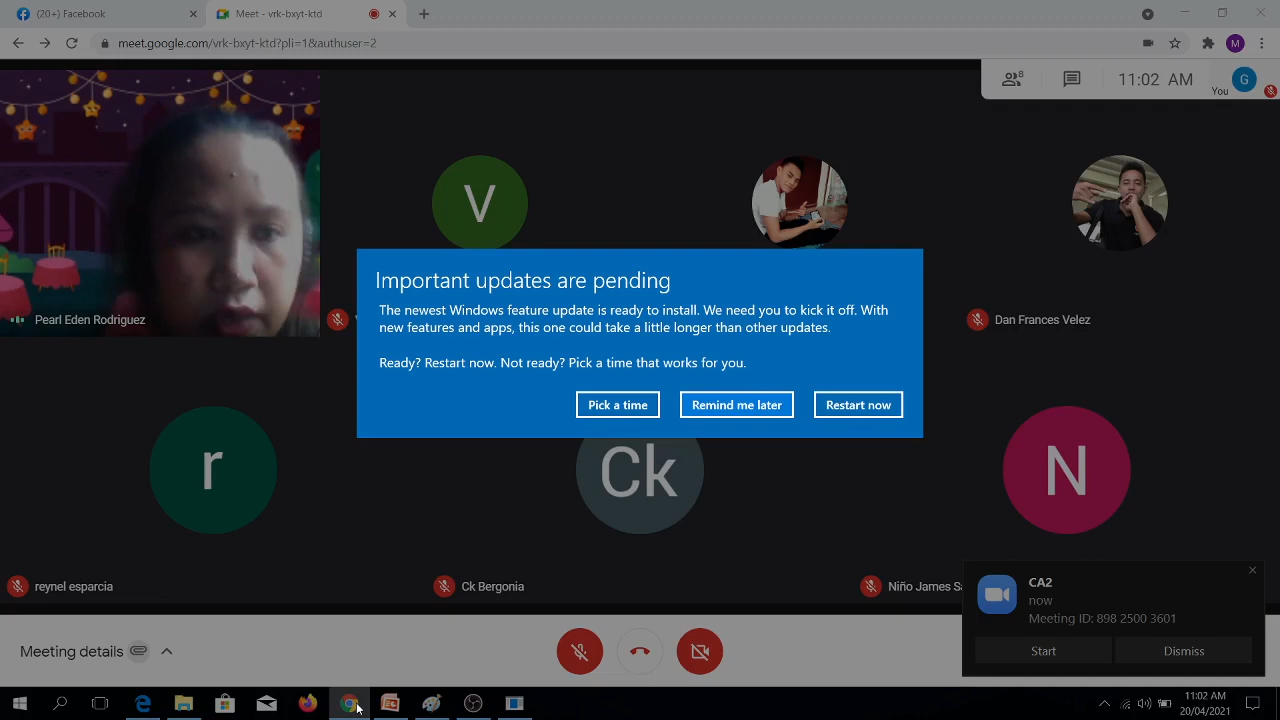 (20+) Facebook
Meet - vrk-bxyt-ktd
meet.google.com/vrk-bxyt-ktd?pli=1&authuser=2
M
8
11:02 AM
You
G
V
Pearl Eden Rodriguez
Dan Frances Velez
Important updates are pending
The newest Windows feature update is ready to install. We need you to kick it off. With
new features and apps, this one could take a little longer than other updates.
Ready? Restart now. Not ready? Pick a time that works for you.
Pick a time
Remind me later
Restart now
r
Ck
N
reynel esparcia
Ck Bergonia
Niño James
CA2
now
Meeting ID: 898 2500 3601
Start
Dismiss
Meeting details
11:02 AM
20/04/2021